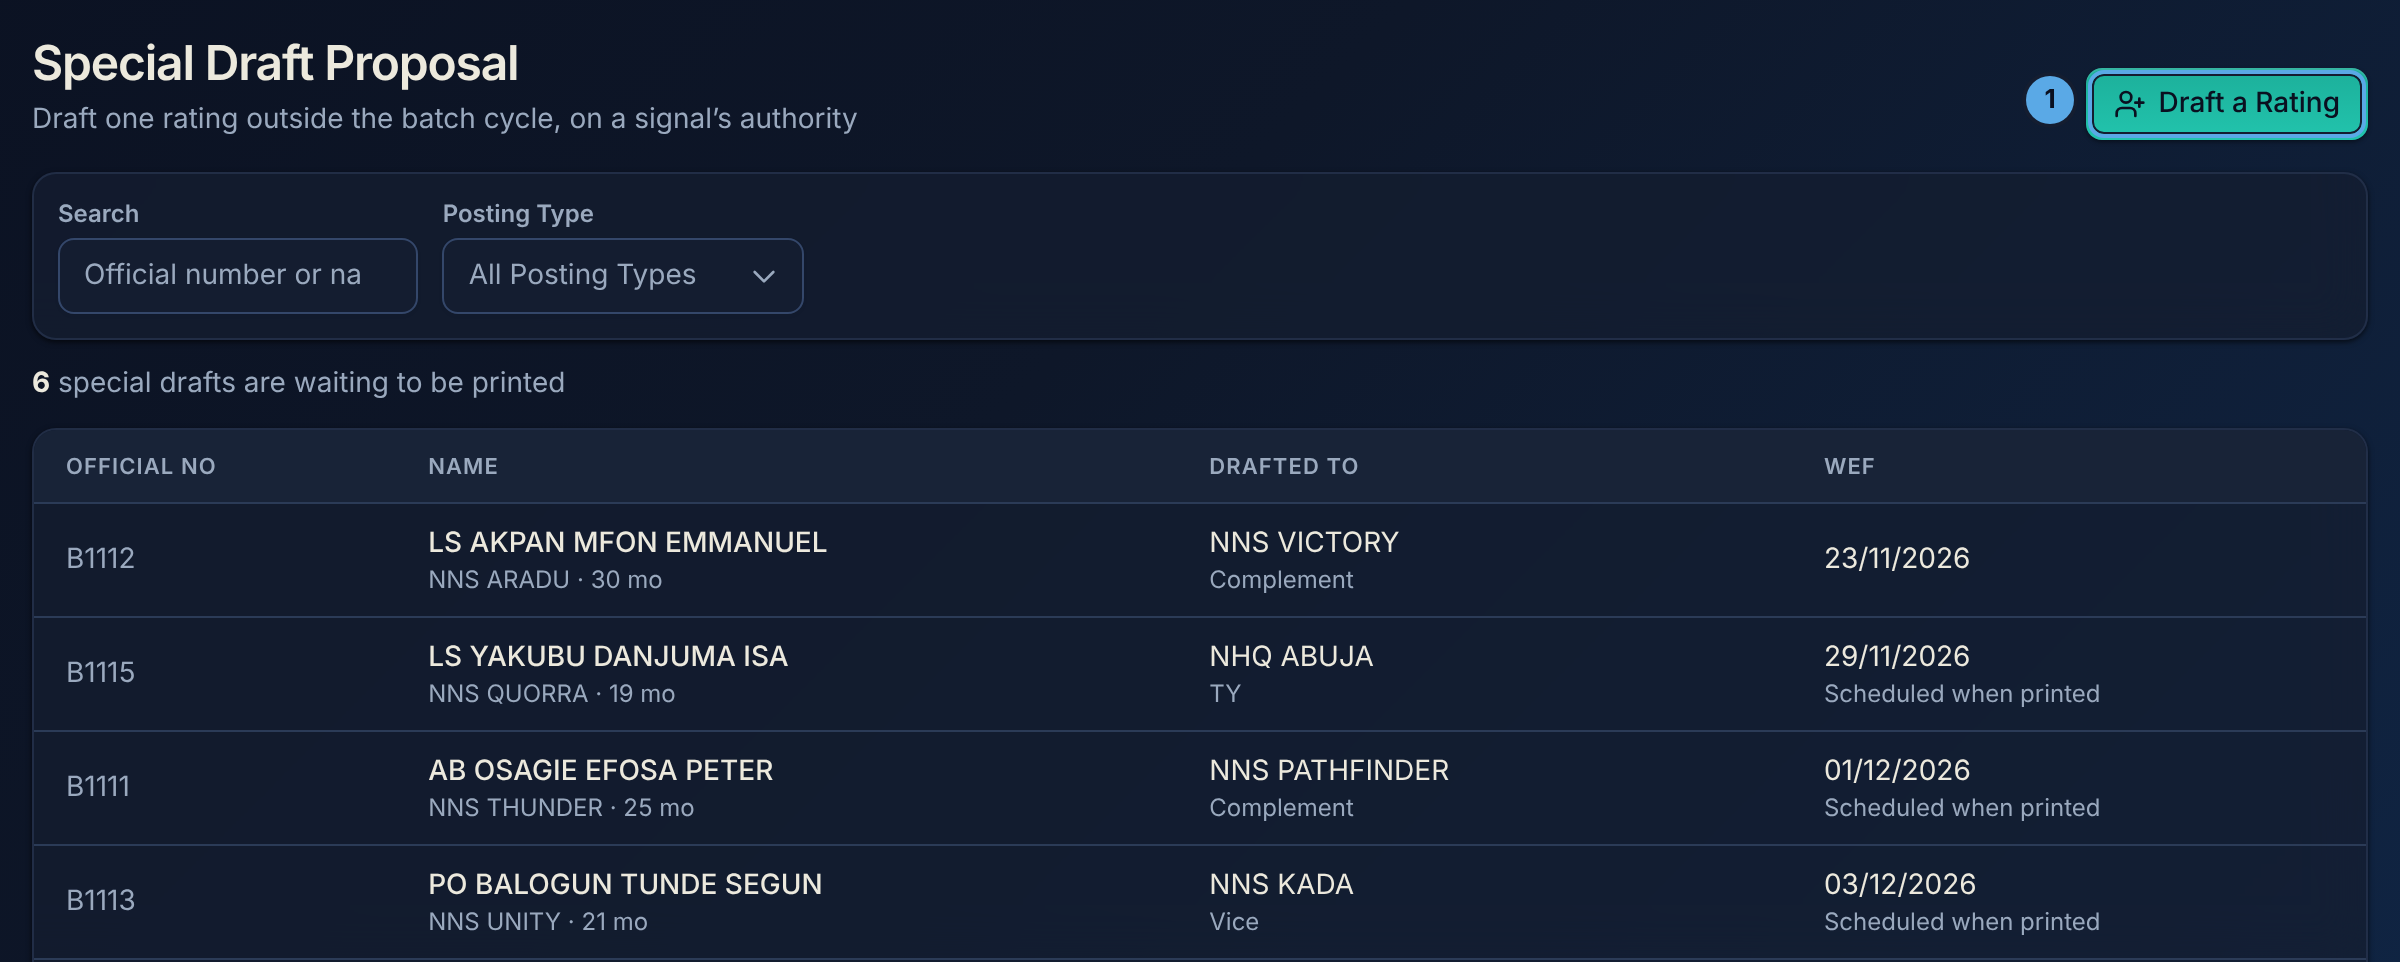 Special Draft Proposal
Draft one rating outside the batch cycle, on a signal’s authority
1
Draft a Rating
Search
Posting Type
Official number or na
All Posting Types
6 special drafts are waiting to be printed
OFFICIAL NO NAME DRAFTED TO WEF
B1112
LS AKPAN MFON EMMANUEL
NNS ARADU · 30 mo
NNS VICTORY
Complement
23/11/2026
B1115
LS YAKUBU DANJUMA ISA
NNS QUORRA · 19 mo
NHQ ABUJA
TY
29/11/2026
Scheduled when printed
B1111
AB OSAGIE EFOSA PETER
NNS THUNDER · 25 mo
NNS PATHFINDER
Complement
01/12/2026
Scheduled when printed
B1113
PO BALOGUN TUNDE SEGUN
NNS UNITY · 21 mo
NNS KADA
Vice
03/12/2026
Scheduled when printed